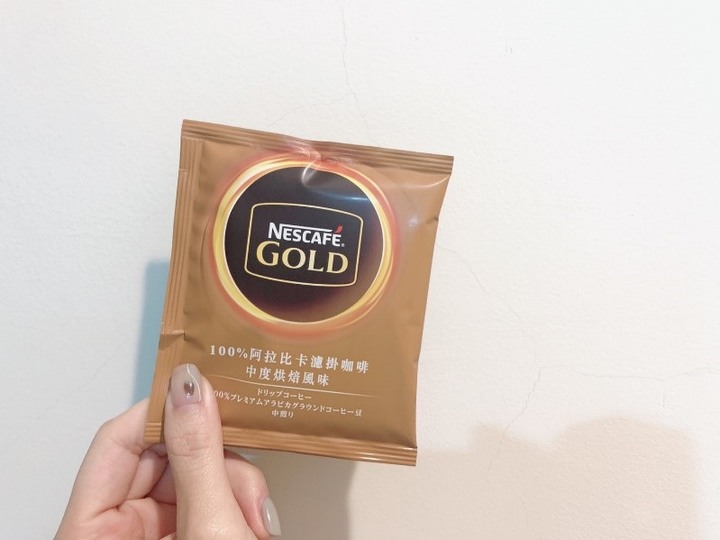 NESCAFÉ®
GOLD
100%阿拉比卡濾掛咖啡
中度烘焙風味
ドリップコーヒー
00%プレミアムアラビカグラウンドコーヒー豆
中煎り